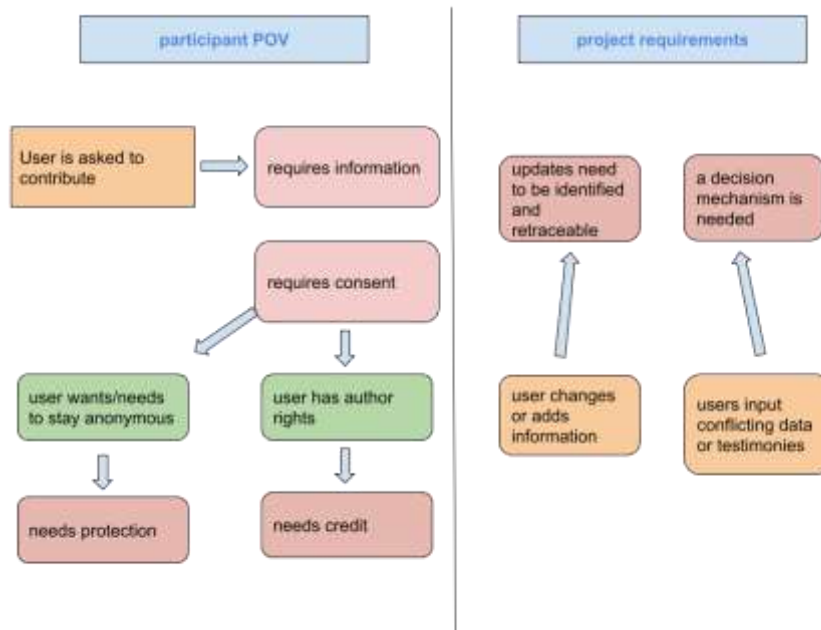 participant POV
project requirements
User is asked to
contribute
requires information
updates need
to be identified
and
retraceable
a decision
mechanism is
needed
requires consent
user wants/needs
to stay anonymous
user has author
rights
user changes
or adds
information
users input
conflicting data
or testimonies
needs protection
needs credit